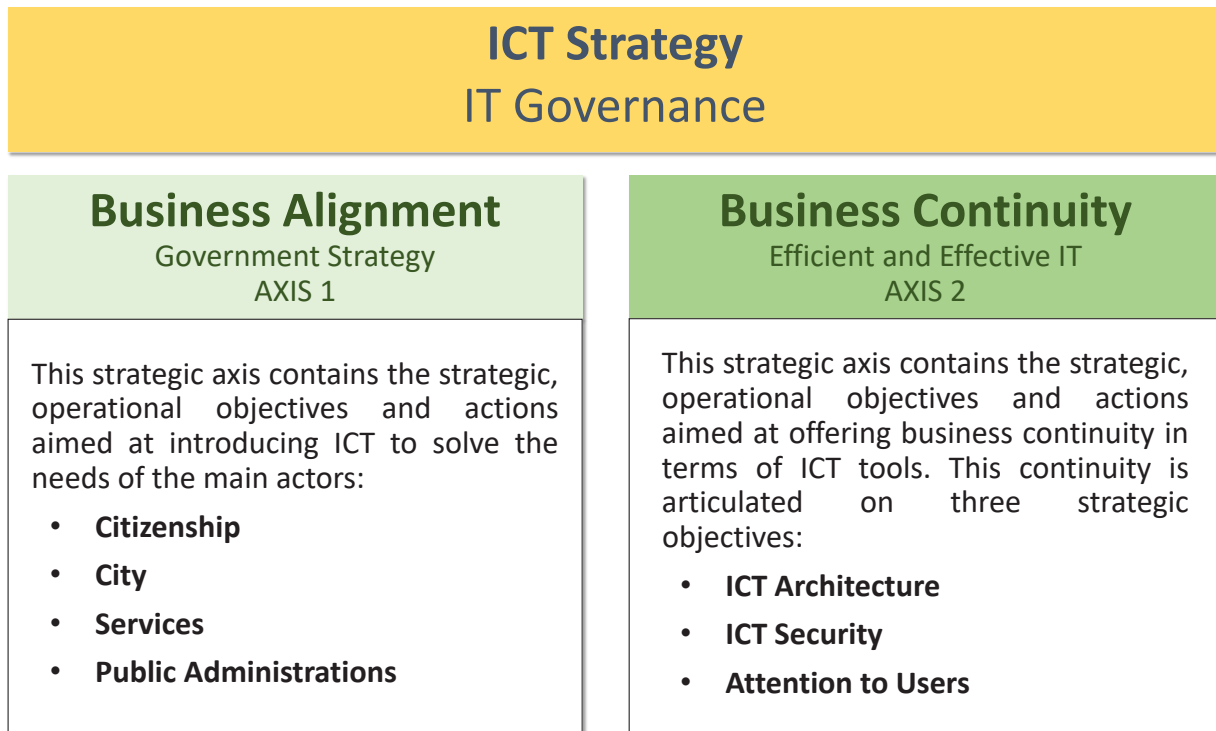 ICT Strategy
IT Governance
Business Alignment
Government Strategy
AXIS 1
This strategic axis contains the strategic,
operational objectives and actions
aimed at introducing ICT to solve the
needs of the main actors:
• Citizenship
• City
• Services
• Public Administrations
Business Continuity
Efficient and Effective IT
AXIS 2
This strategic axis contains the strategic,
operational objectives and actions
aimed at offering business continuity in
terms of ICT tools. This continuity is
articulated on three strategic
objectives:
• ICT Architecture
• ICT Security
• Attention to Users